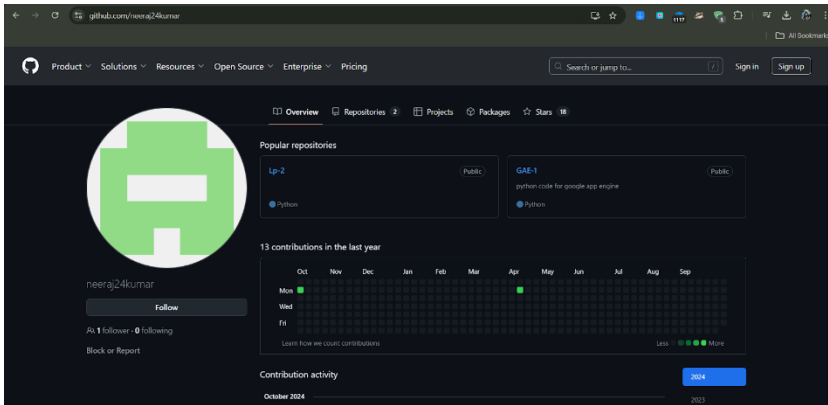 github.com/neeraj24kumar
1117
All Bookmarks
Product Solutions Resources Open Source Enterprise Pricing
Search or jump to... /
Sign in Sign up
Overview Repositories 2 Projects Packages Stars 18
Popular repositories
Lp-2 Public
Python
GAE-1 Public
python code for google app engine
Python
13 contributions in the last year
Oct Nov Dec Jan Feb Mar Apr May Jun Jul Aug Sep
Mon
Wed
Fri
Learn how we count contributions
Less More
neeraj24kumar
Follow
1 follower · 0 following
Block or Report
Contribution activity
2024
October 2024
2023